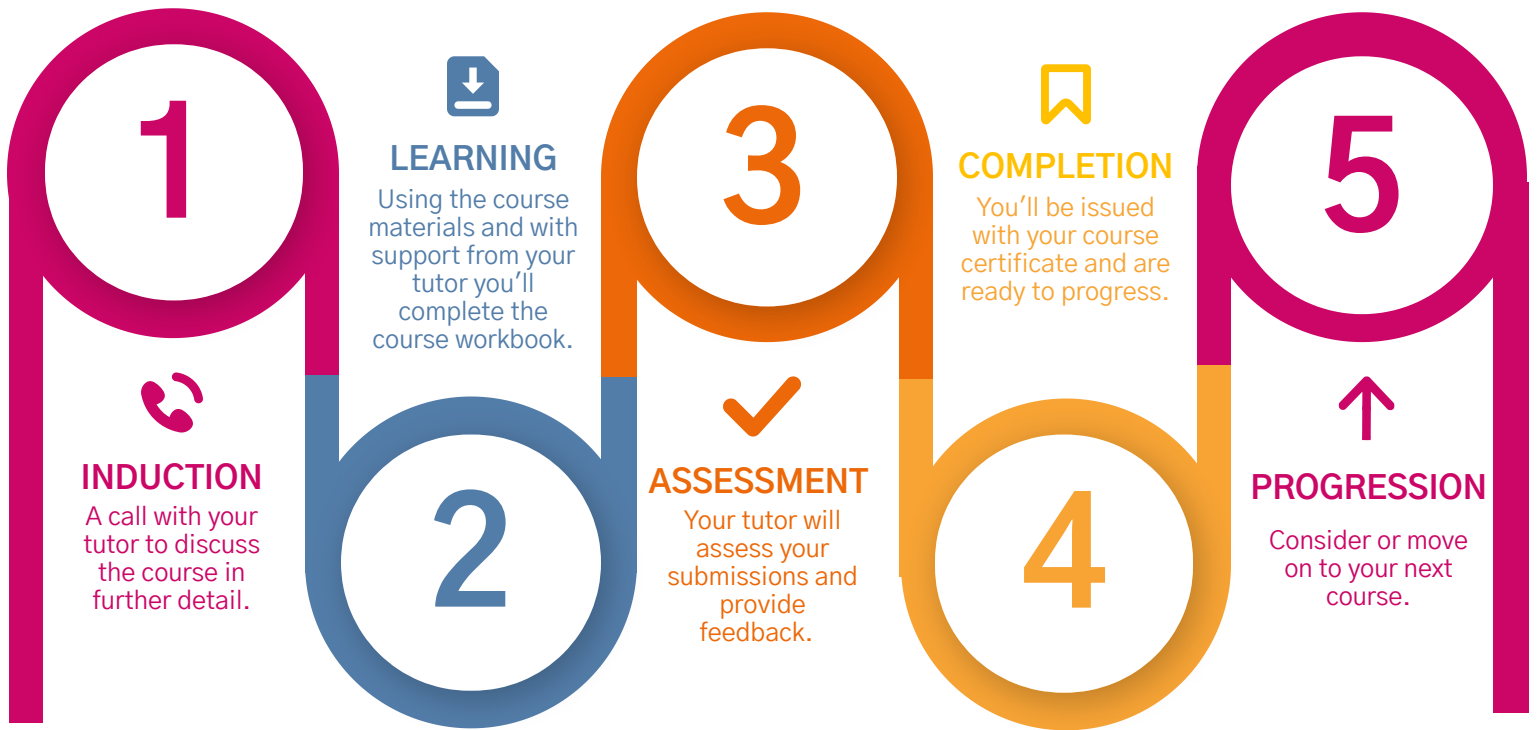 1
INDUCTION
A call with your
tutor to discuss
the course in
further detail.
LEARNING
Using the course
materials and with
support from your
tutor you'll
complete the
course workbook.
2
3
ASSESSMENT
Your tutor will
assess your
submissions and
provide
feedback.
COMPLETION
You'll be issued
with your course
certificate and are
ready to progress.
4
5
PROGRESSION
Consider or move
on to your next
course.